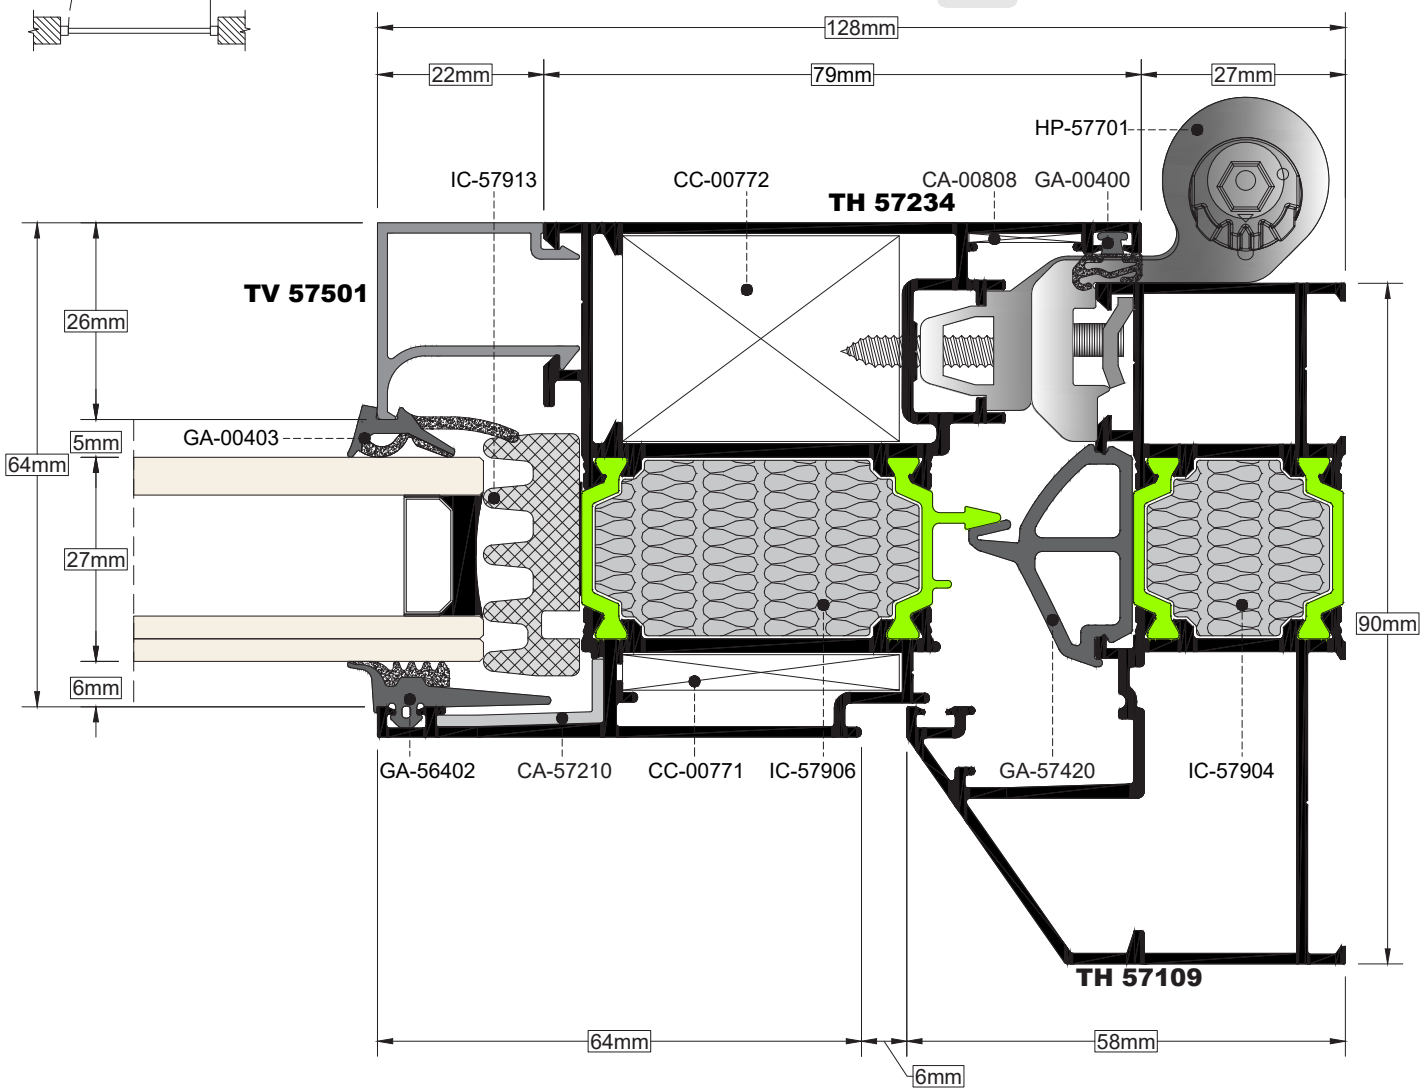 128mm
22mm
79mm
27mm
HP-57701
IC-57913
CC-00772
CA-00808
GA-00400
TH 57234
TV 57501
26mm
GA-00403
5mm
64mm
27mm
90mm
6mm
GA-56402
CA-57210
CC-00771
IC-57906
GA-57420
IC-57904
TH 57109
64mm
58mm
6mm